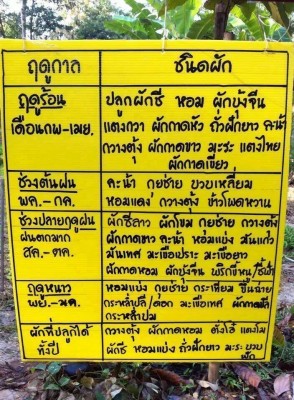 ฤดูกาล ชนิดผัก
ฤดูร้อน ปลูกผักชี หอม ผักบุ้งจีน
เดือนกพ-เมย. แตงกวา ผักกาดหัว ถั่วฝักยาว คะน้า
กวางตุ้ง ผักกาดขาว มะระ แตงไทย
ผักกาดเขียว
ช่วงต้นฝน คะน้า กุยช่าย บวบเหลี่ยม
พค.-กค. หอมแดง กวางตุ้ง ข้าวโพดหวาน
ช่วงปลายฤดูฝน ผักชีลาว ผักโขม กุยช่าย กวางตุ้ง
ฝนตกมาก ผักกาดขาว คะน้า หอมแบ่ง มันแกว
สค.-ตค. มันเทศ มะเขือเปราะ มะเขือยาว
ผักกาดหอม ผักบุ้งจีน พริกขี้หนู/ชี้ฟ้า
ฤดูหนาว หอมแบ่ง กุยช่าย กระเทียม ขึ้นฉ่าย
พย.-มค. กะหล่ำปลี/ดอก มะเขือเทศ ผักกาด
กะหล่ำปม
ผักที่ปลูกได้ กวางตุ้ง ผักกาดหอม ตั้งโอ๋ แตงโม
ทั้งปี ผักชี หอมแบ่ง ถั่วฝักยาว มะระ บวบ
ฟัก